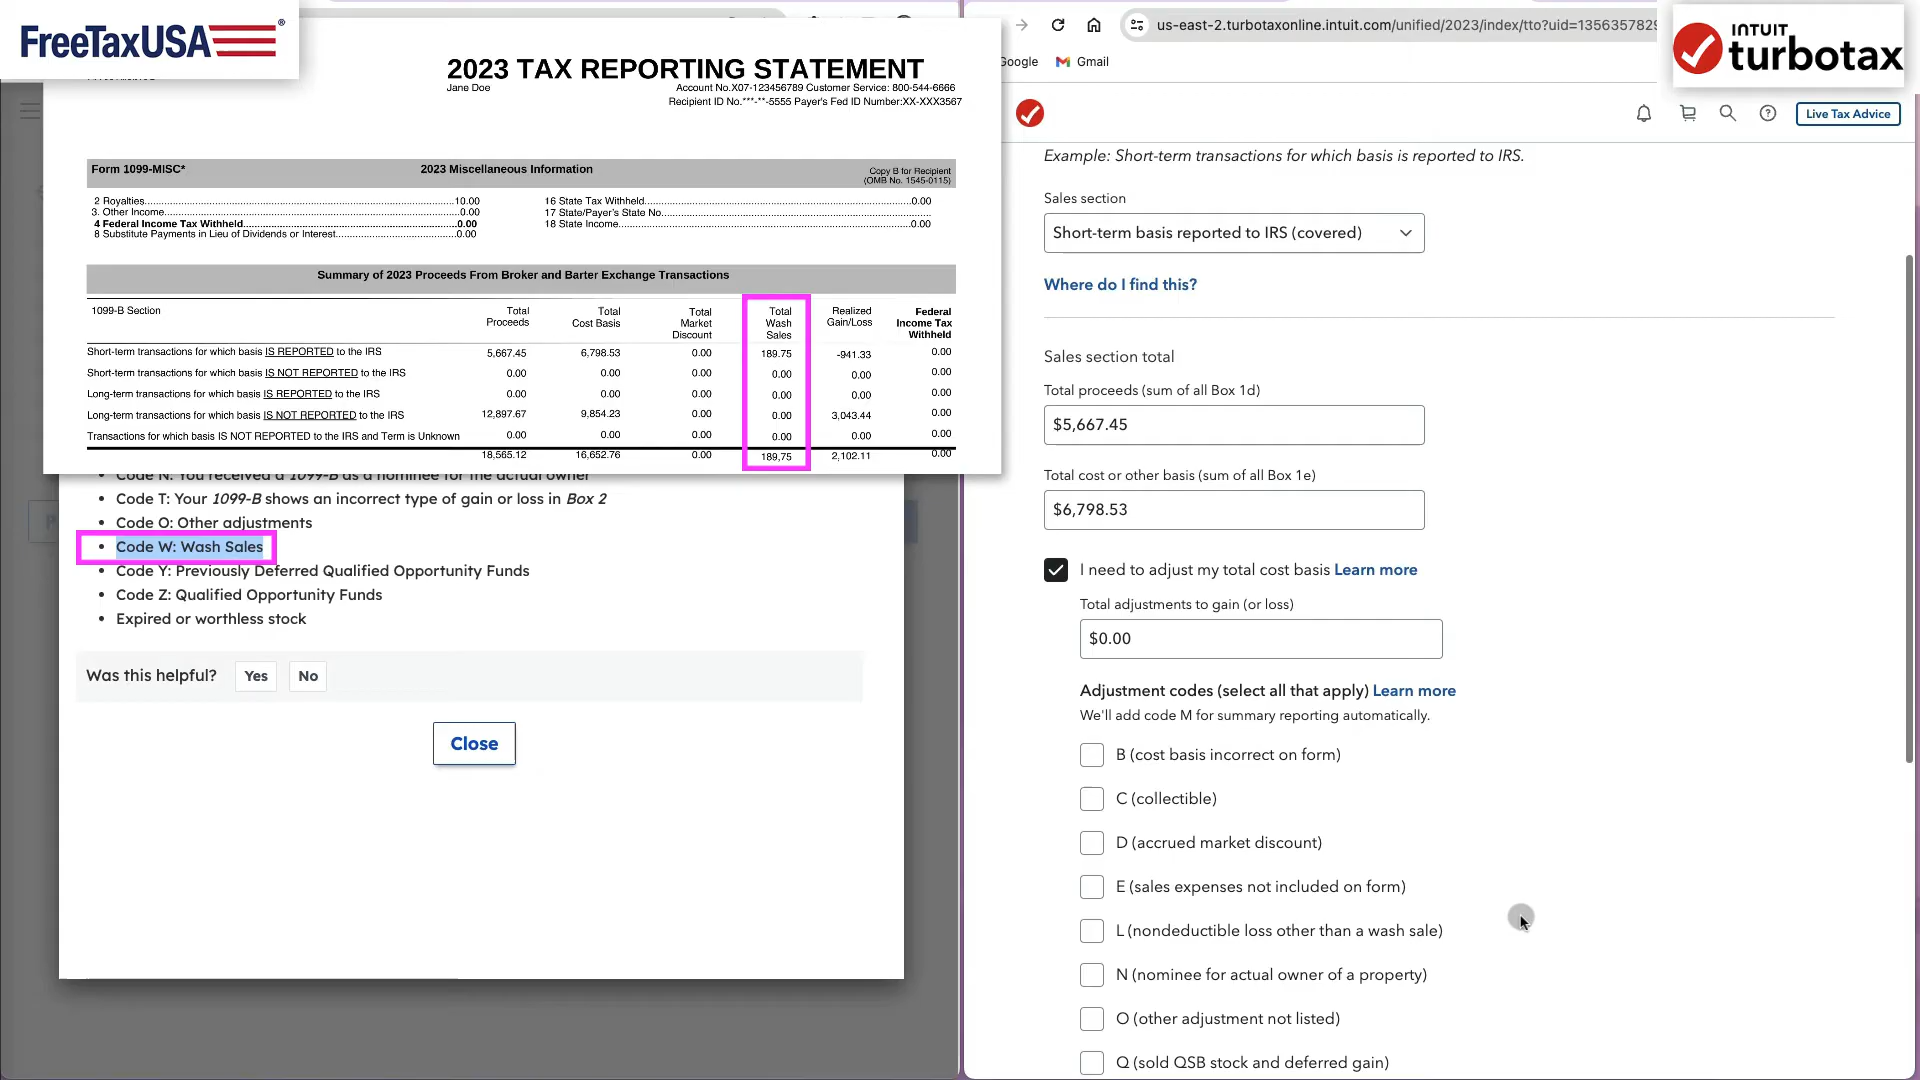 FreeTaxUSA®
2023 TAX REPORTING STATEMENT
Jane Doe
Account No.X07-123456789 Customer Service: 800-544-6666
Recipient ID No.***-**-5555 Payer's Fed ID Number:XX-XXX3567
Form 1099-MISC*
2023 Miscellaneous Information
Copy B for Recipient
(OMB No. 1545-0115)
2 Royalties 10.00
3. Other Income 0.00
4 Federal Income Tax Withheld 0.00
8 Substitute Payments in Lieu of Dividends or Interest 0.00
16 State Tax Withheld 0.00
17 State/Payer's State No.
18 State Income 0.00
Summary of 2023 Proceeds From Broker and Barter Exchange Transactions
1099-B Section
Total Proceeds
Total Cost Basis
Total Market Discount
Total Wash Sales
Realized Gain/Loss
Federal Income Tax Withheld
Short-term transactions for which basis IS REPORTED to the IRS 5,667.45 6,798.53 0.00 189.75 -941.33 0.00
Short-term transactions for which basis IS NOT REPORTED to the IRS 0.00 0.00 0.00 0.00 0.00 0.00
Long-term transactions for which basis IS REPORTED to the IRS 0.00 0.00 0.00 0.00 0.00 0.00
Long-term transactions for which basis IS NOT REPORTED to the IRS 12,897.67 9,854.23 0.00 0.00 3,043.44 0.00
Transactions for which basis IS NOT REPORTED to the IRS and Term is Unknown 0.00 0.00 0.00 0.00 0.00 0.00
18,565.12 16,652.76 0.00 189.75 2,102.11 0.00
Code N: You received a 1099-B as a nominee for the actual owner
Code T: Your 1099-B shows an incorrect type of gain or loss in Box 2
Code O: Other adjustments
Code W: Wash Sales
Code Y: Previously Deferred Qualified Opportunity Funds
Code Z: Qualified Opportunity Funds
Expired or worthless stock
Was this helpful? Yes No
Close
us-east-2.turbotaxonline.intuit.com/unified/2023/index/tto?uid=135635782
INTUIT
turbotax
Google
Gmail
Live Tax Advice
Example: Short-term transactions for which basis is reported to IRS.
Sales section
Short-term basis reported to IRS (covered)
Where do I find this?
Sales section total
Total proceeds (sum of all Box 1d)
$5,667.45
Total cost or other basis (sum of all Box 1e)
$6,798.53
I need to adjust my total cost basis Learn more
Total adjustments to gain (or loss)
$0.00
Adjustment codes (select all that apply) Learn more
We'll add code M for summary reporting automatically.
B (cost basis incorrect on form)
C (collectible)
D (accrued market discount)
E (sales expenses not included on form)
L (nondeductible loss other than a wash sale)
N (nominee for actual owner of a property)
O (other adjustment not listed)
Q (sold QSB stock and deferred gain)